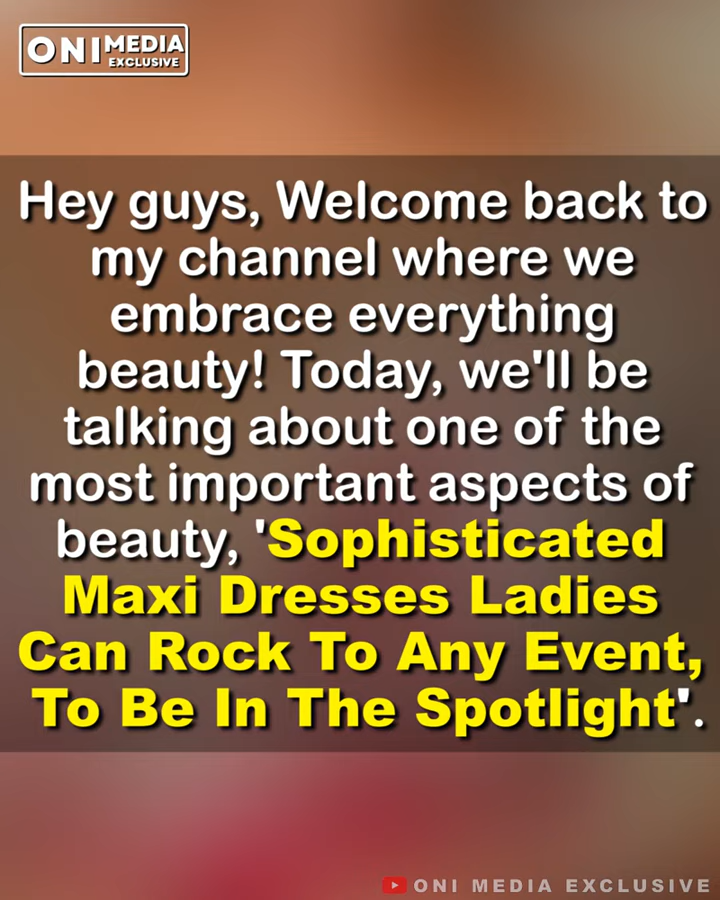 ONI MEDIA
EXCLUSIVE
Hey guys, Welcome back to
my channel where we
embrace everything
beauty! Today, we'll be
talking about one of the
most important aspects of
beauty, 'Sophisticated
Maxi Dresses Ladies
Can Rock To Any Event,
To Be In The Spotlight'.
ONI MEDIA EXCLUSIVE